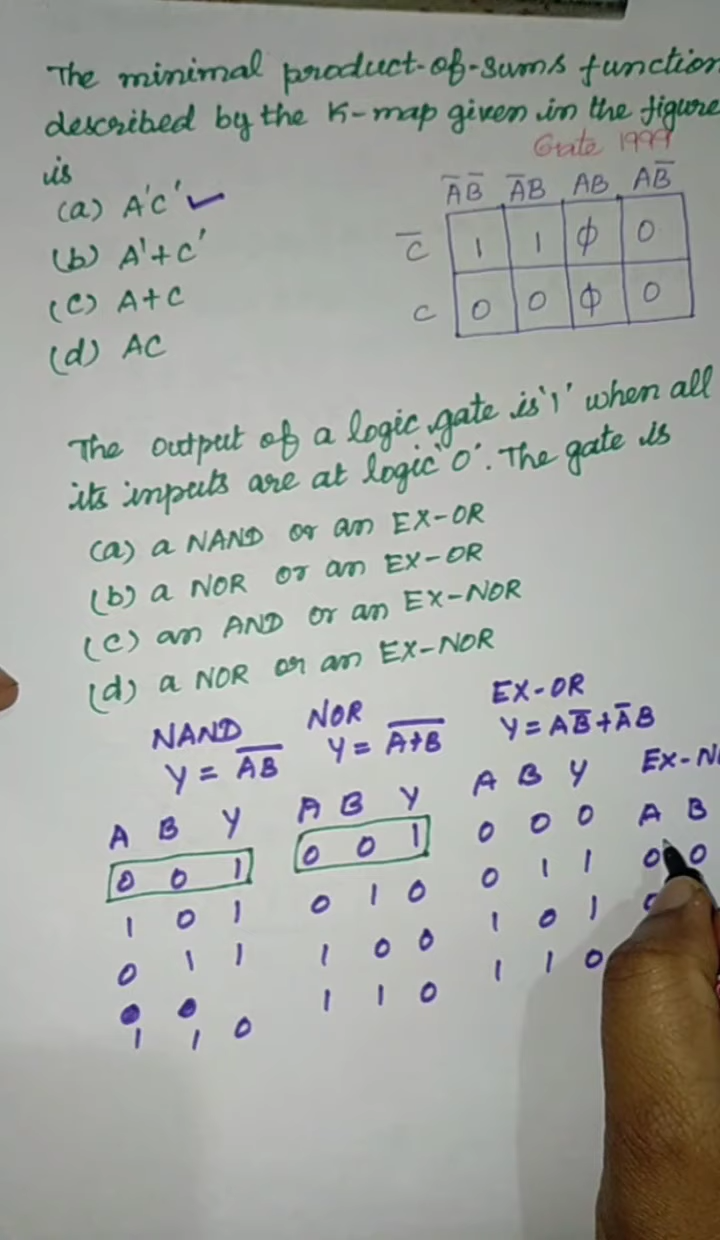 The minimal product-of-sums function
described by the K-map given in the figure
is
Gate 1999
(a) A'C' ✓
(b) A'+C'
(c) A+C
(d) AC
A̅B̅ A̅B AB AB̅
C̅ 1 1 ϕ 0
C 0 0 ϕ 0
The output of a logic gate is '1' when all
its inputs are at logic '0'. The gate is
(a) a NAND or an EX-OR
(b) a NOR or an EX-OR
(c) an AND or an EX-NOR
(d) a NOR or an EX-NOR
NAND
Y = A̅B̅
A B Y
0 0 1
1 0 1
0 1 1
1 1 0
NOR
Y = A̅+̅B̅
A B Y
0 0 1
0 1 0
1 0 0
1 1 0
EX-OR
Y = AB̅+A̅B
A B Y
0 0 0
0 1 1
1 0 1
1 1 0
A B
0 0